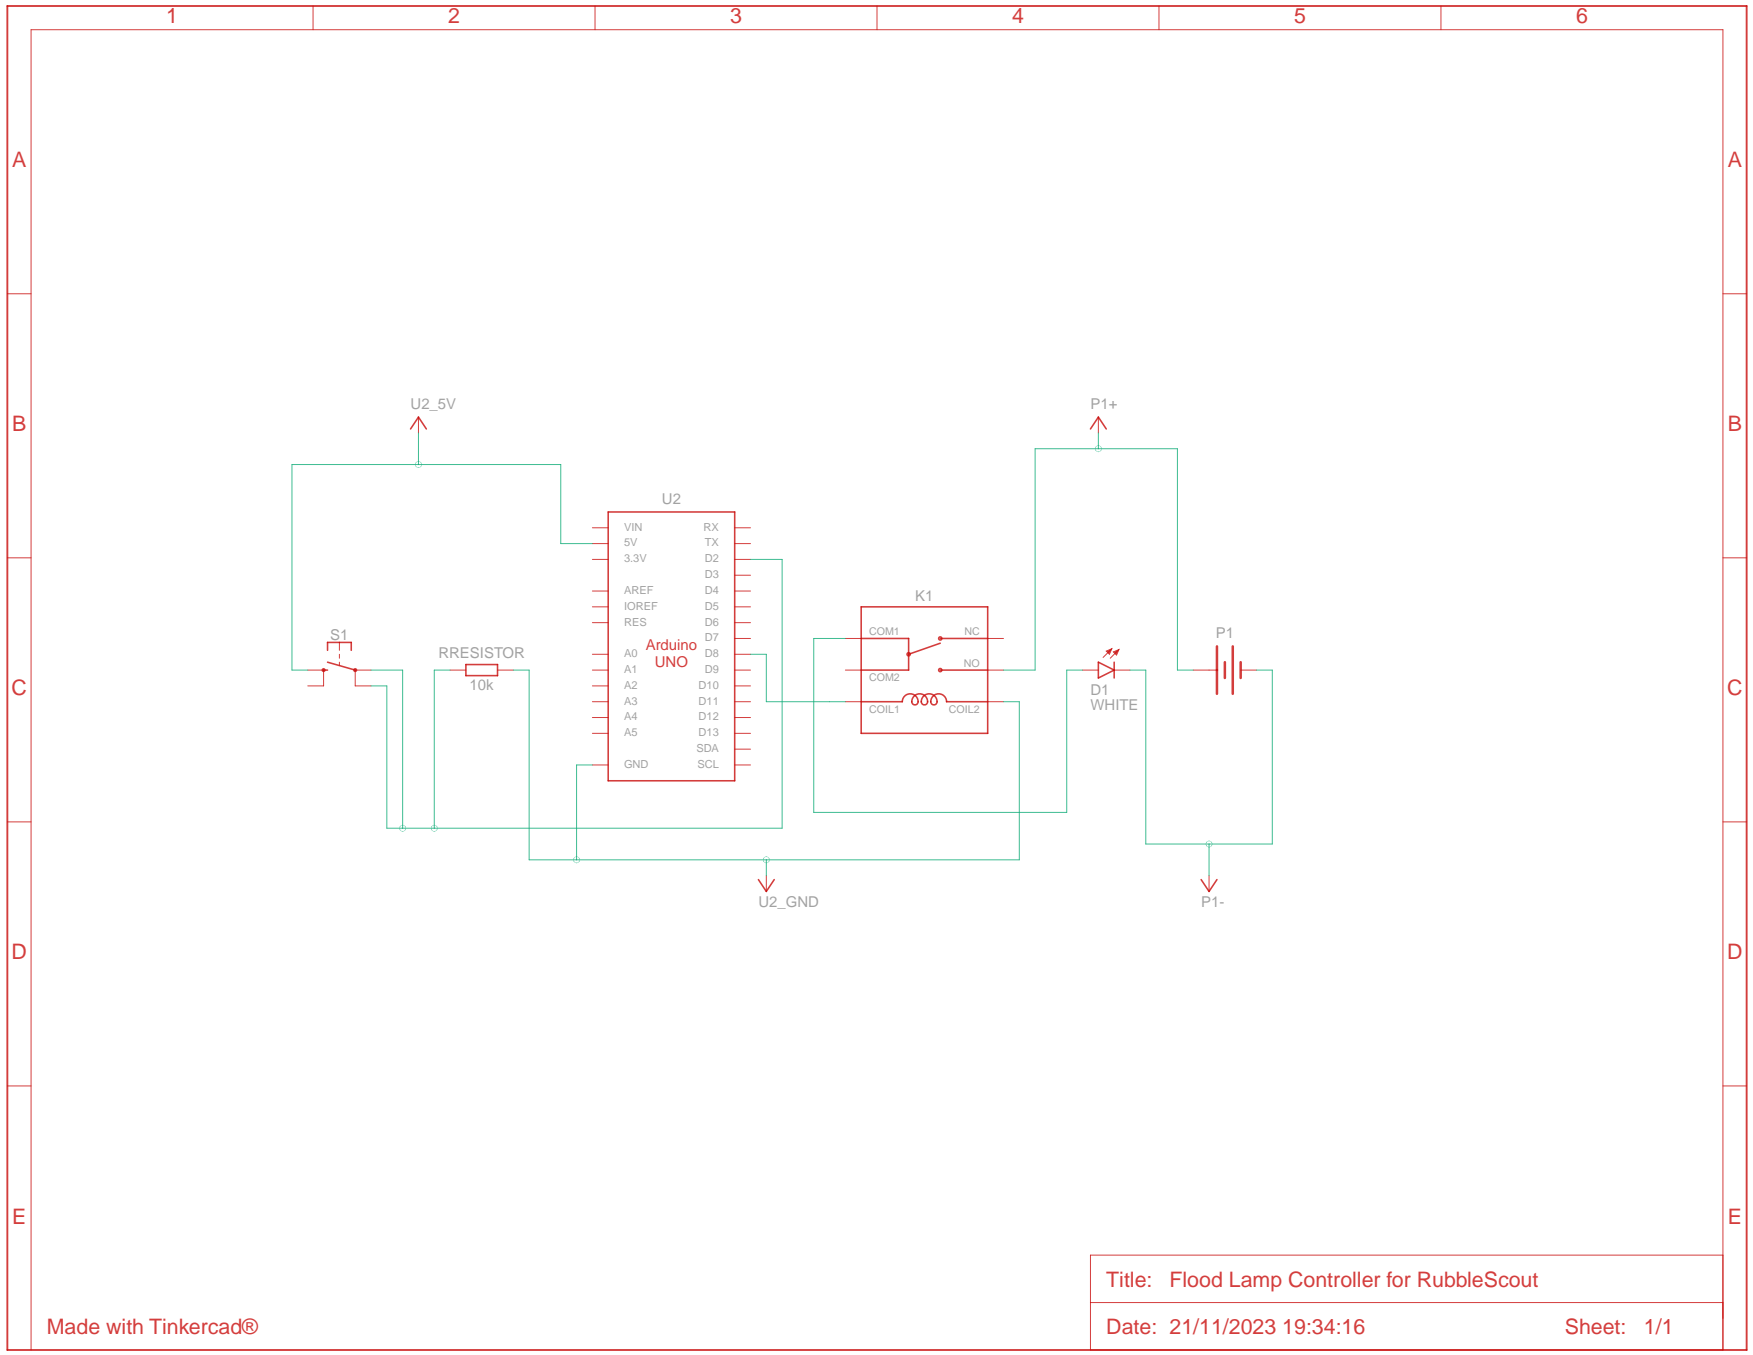 1 2 3 4 5 6
A A
B B
C C
D D
E E
U2_5V
P1+
U2
VIN RX
5V TX
3.3V D2
D3
AREF D4
IOREF D5
RES D6
D7
Arduino
UNO
A0 D8
A1 D9
A2 D10
A3 D11
A4 D12
A5 D13
SDA
GND SCL
S1
RRESISTOR
10k
K1
COM1 NC
COM2 NO
COIL1 COIL2
D1
WHITE
P1
U2_GND
P1-
Title: Flood Lamp Controller for RubbleScout
Date: 21/11/2023 19:34:16 Sheet: 1/1
Made with Tinkercad®